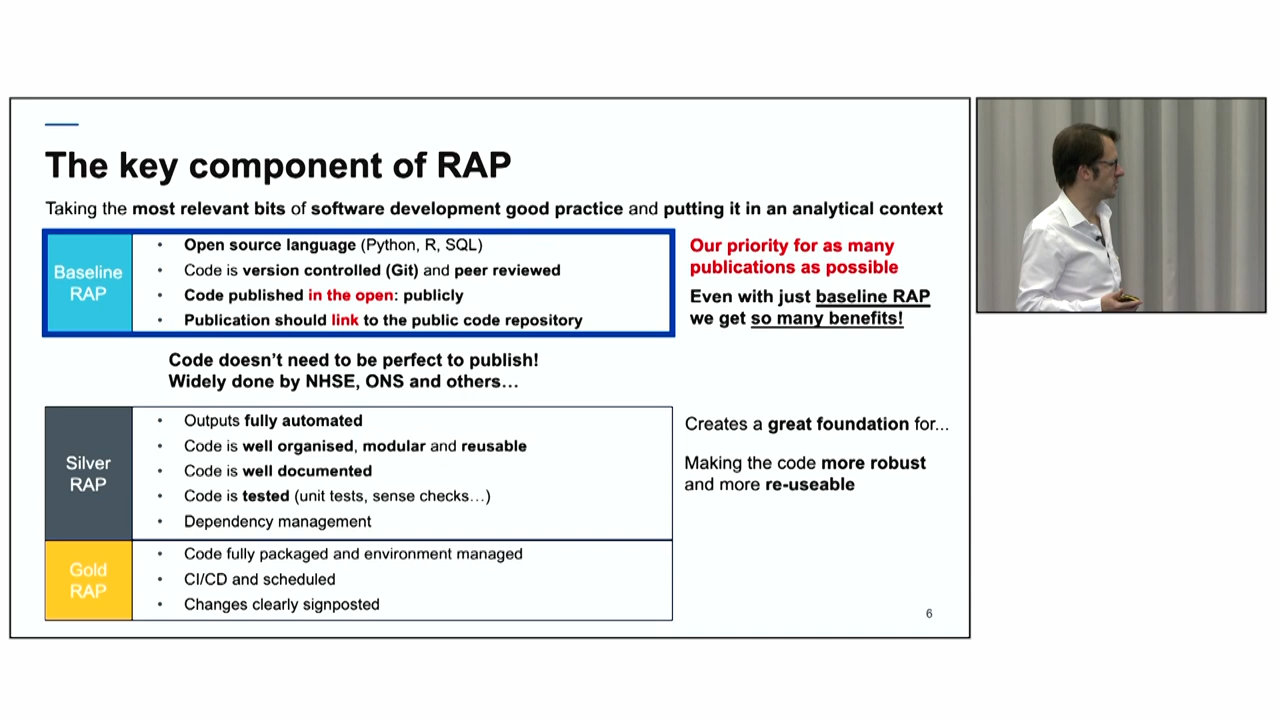 The key component of RAP
Taking the most relevant bits of software development good practice and putting it in an analytical context
Baseline
RAP
• Open source language (Python, R, SQL)
• Code is version controlled (Git) and peer reviewed
• Code published in the open: publicly
• Publication should link to the public code repository
Our priority for as many
publications as possible
Even with just baseline RAP
we get so many benefits!
Code doesn't need to be perfect to publish!
Widely done by NHSE, ONS and others…
Silver
RAP
• Outputs fully automated
• Code is well organised, modular and reusable
• Code is well documented
• Code is tested (unit tests, sense checks…)
• Dependency management
Creates a great foundation for...
Making the code more robust
and more re-useable
Gold
RAP
• Code fully packaged and environment managed
• CI/CD and scheduled
• Changes clearly signposted
6